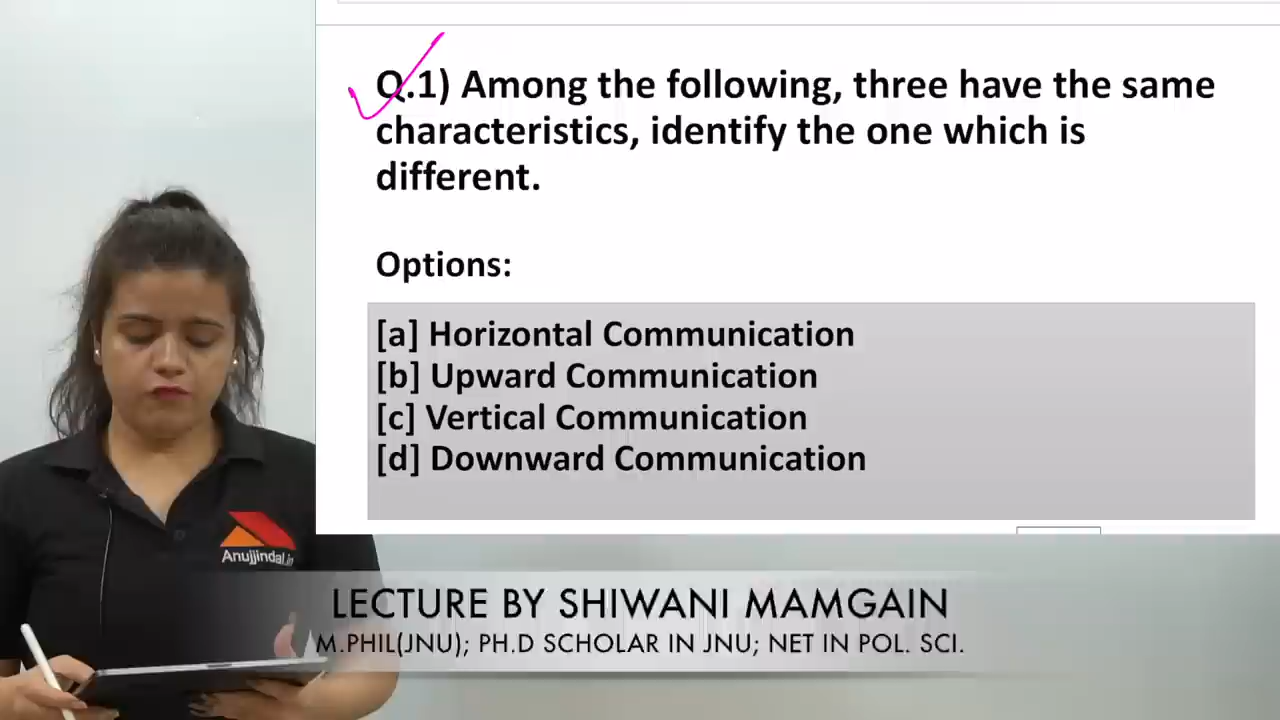 Q.1) Among the following, three have the same
characteristics, identify the one which is
different.
Options:
[a] Horizontal Communication
[b] Upward Communication
[c] Vertical Communication
[d] Downward Communication
Anujjindal.in
LECTURE BY SHIWANI MAMGAIN
M.PHIL(JNU); PH.D SCHOLAR IN JNU; NET IN POL. SCI.